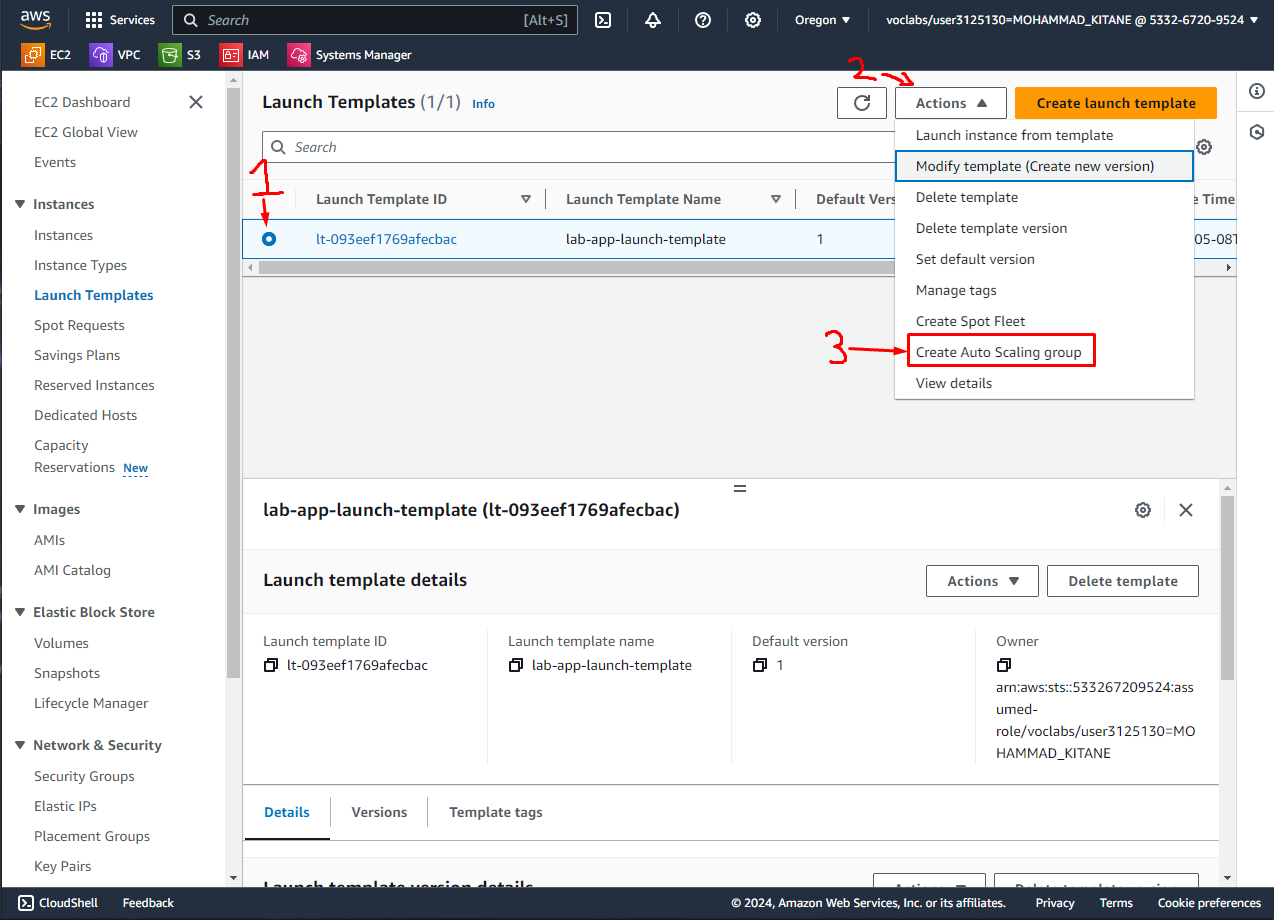 aws
Services
Search [Alt+S]
Oregon
voclabs/user3125130=MOHAMMAD_KITANE @ 5332-6720-9524
EC2
VPC
S3
IAM
Systems Manager
EC2 Dashboard
EC2 Global View
Events
Instances
Instances
Instance Types
Launch Templates
Spot Requests
Savings Plans
Reserved Instances
Dedicated Hosts
Capacity
Reservations New
Images
AMIs
AMI Catalog
Elastic Block Store
Volumes
Snapshots
Lifecycle Manager
Network & Security
Security Groups
Elastic IPs
Placement Groups
Key Pairs
Launch Templates (1/1) Info
2
Actions
Create launch template
Search
1
Launch Template ID
Launch Template Name
Default Vers
e Time
lt-093eef1769afecbac
lab-app-launch-template
1
05-08T
Launch instance from template
Modify template (Create new version)
Delete template
Delete template version
Set default version
Manage tags
Create Spot Fleet
3
Create Auto Scaling group
View details
lab-app-launch-template (lt-093eef1769afecbac)
Launch template details
Actions
Delete template
Launch template ID
lt-093eef1769afecbac
Launch template name
lab-app-launch-template
Default version
1
Owner
arn:aws:sts::533267209524:ass
umed-
role/voclabs/user3125130=MO
HAMMAD_KITANE
Details
Versions
Template tags
Launch template version details
Actions
Delete template version
CloudShell
Feedback
© 2024, Amazon Web Services, Inc. or its affiliates.
Privacy
Terms
Cookie preferences